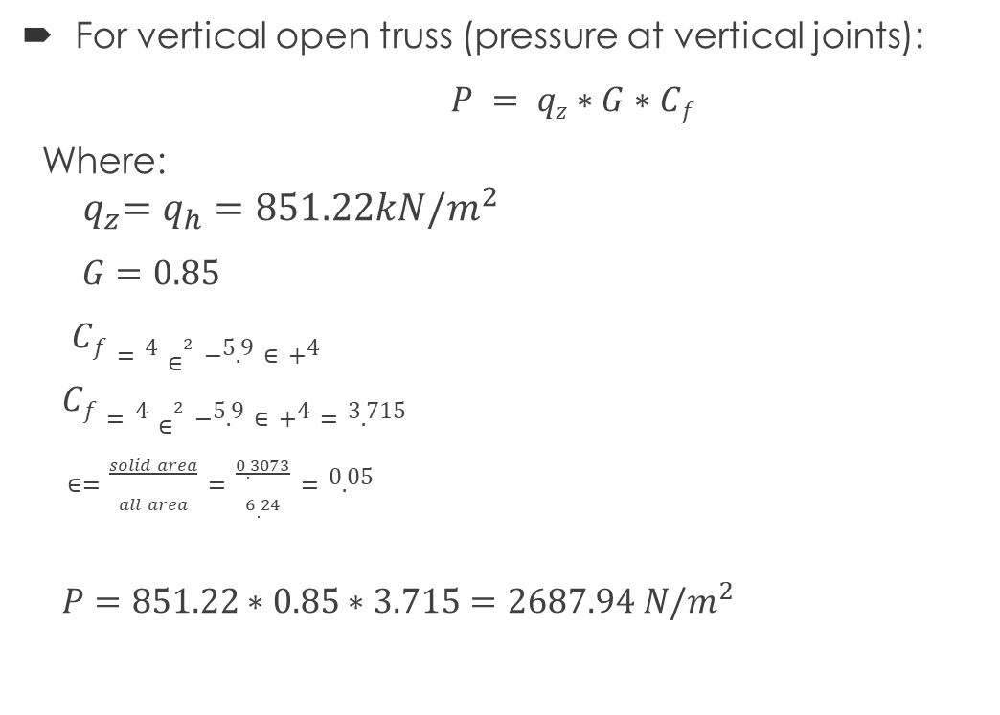 For vertical open truss (pressure at vertical joints):
P = q_z * G * C_f
Where:
q_z = q_h = 851.22kN/m²
G = 0.85
C_f = 4 ∈² −5.9 ∈ +4
C_f = 4 ∈² −5.9 ∈ +4 = 3.715
∈= solid area / all area = 0.3073 / 6.24 = 0.05
P = 851.22 * 0.85 * 3.715 = 2687.94 N/m²